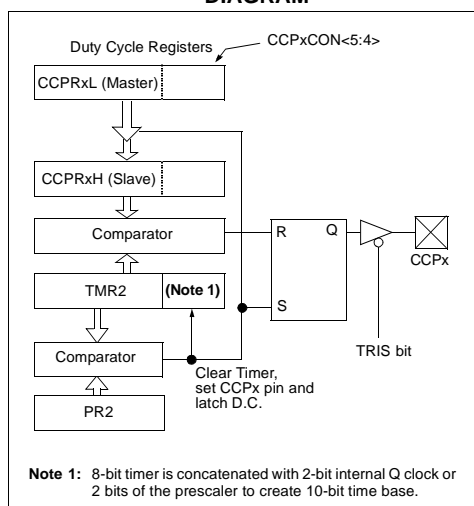 DIAGRAM
Duty Cycle Registers
CCPxCON<5:4>
CCPRxL (Master)
CCPRxH (Slave)
Comparator
R
Q
CCPx
TMR2
(Note 1)
S
TRIS bit
Comparator
Clear Timer,
set CCPx pin and
latch D.C.
PR2
Note 1: 8-bit timer is concatenated with 2-bit internal Q clock or
2 bits of the prescaler to create 10-bit time base.